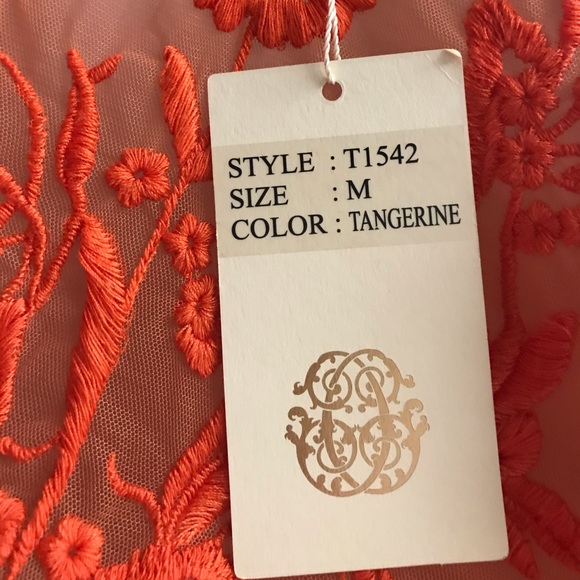 STYLE : T1542
SIZE : M
COLOR : TANGERINE